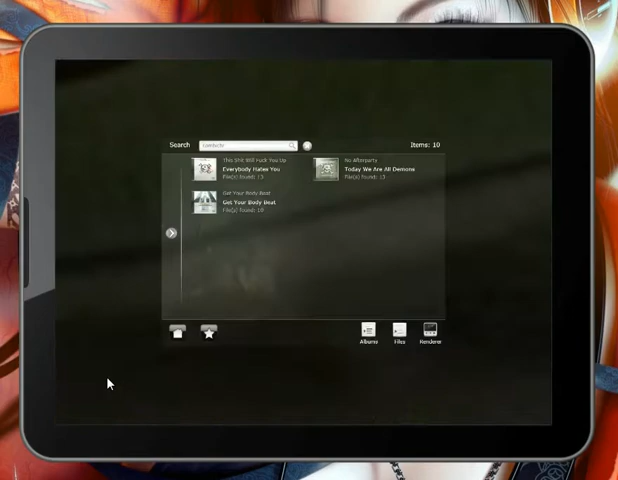 Search
Items: 10
This Shit Will Fuck You Up
Everybody Hates You
File(s) found: 13
No Afterparty
Today We Are All Demons
File(s) found: 13
Get Your Body Beat
Get Your Body Beat
File(s) found: 10
Albums
Files
Renderer